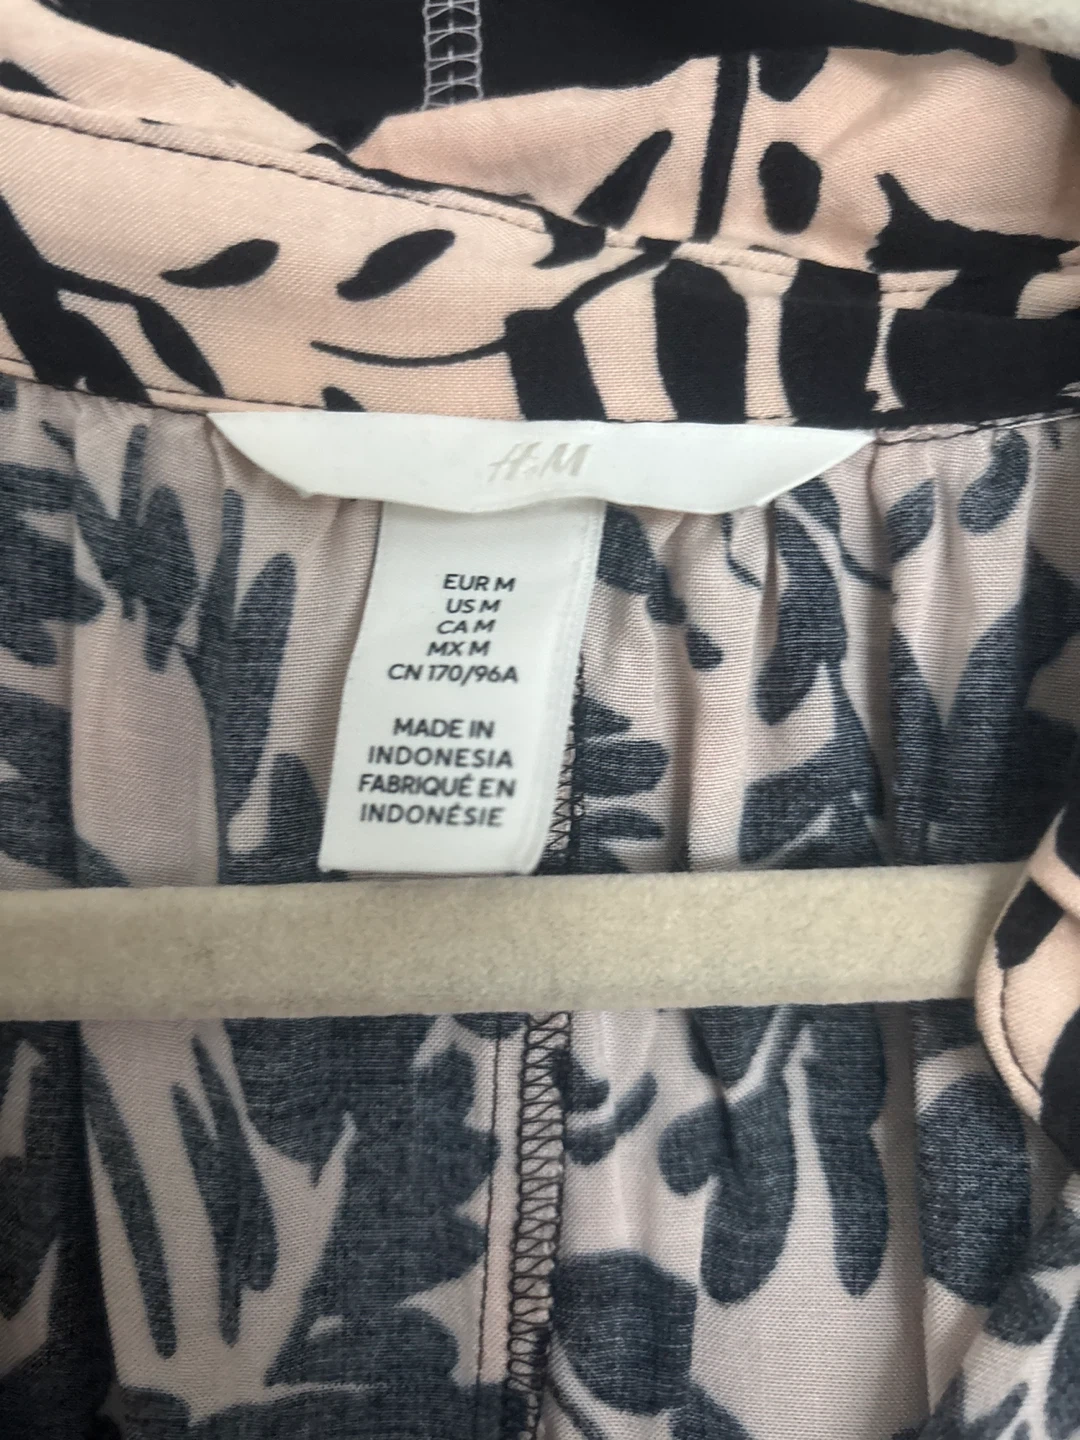 H&M
EUR M
US M
CA M
MX M
CN 170/96A
MADE IN
INDONESIA
FABRIQUÉ EN
INDONÉSIE